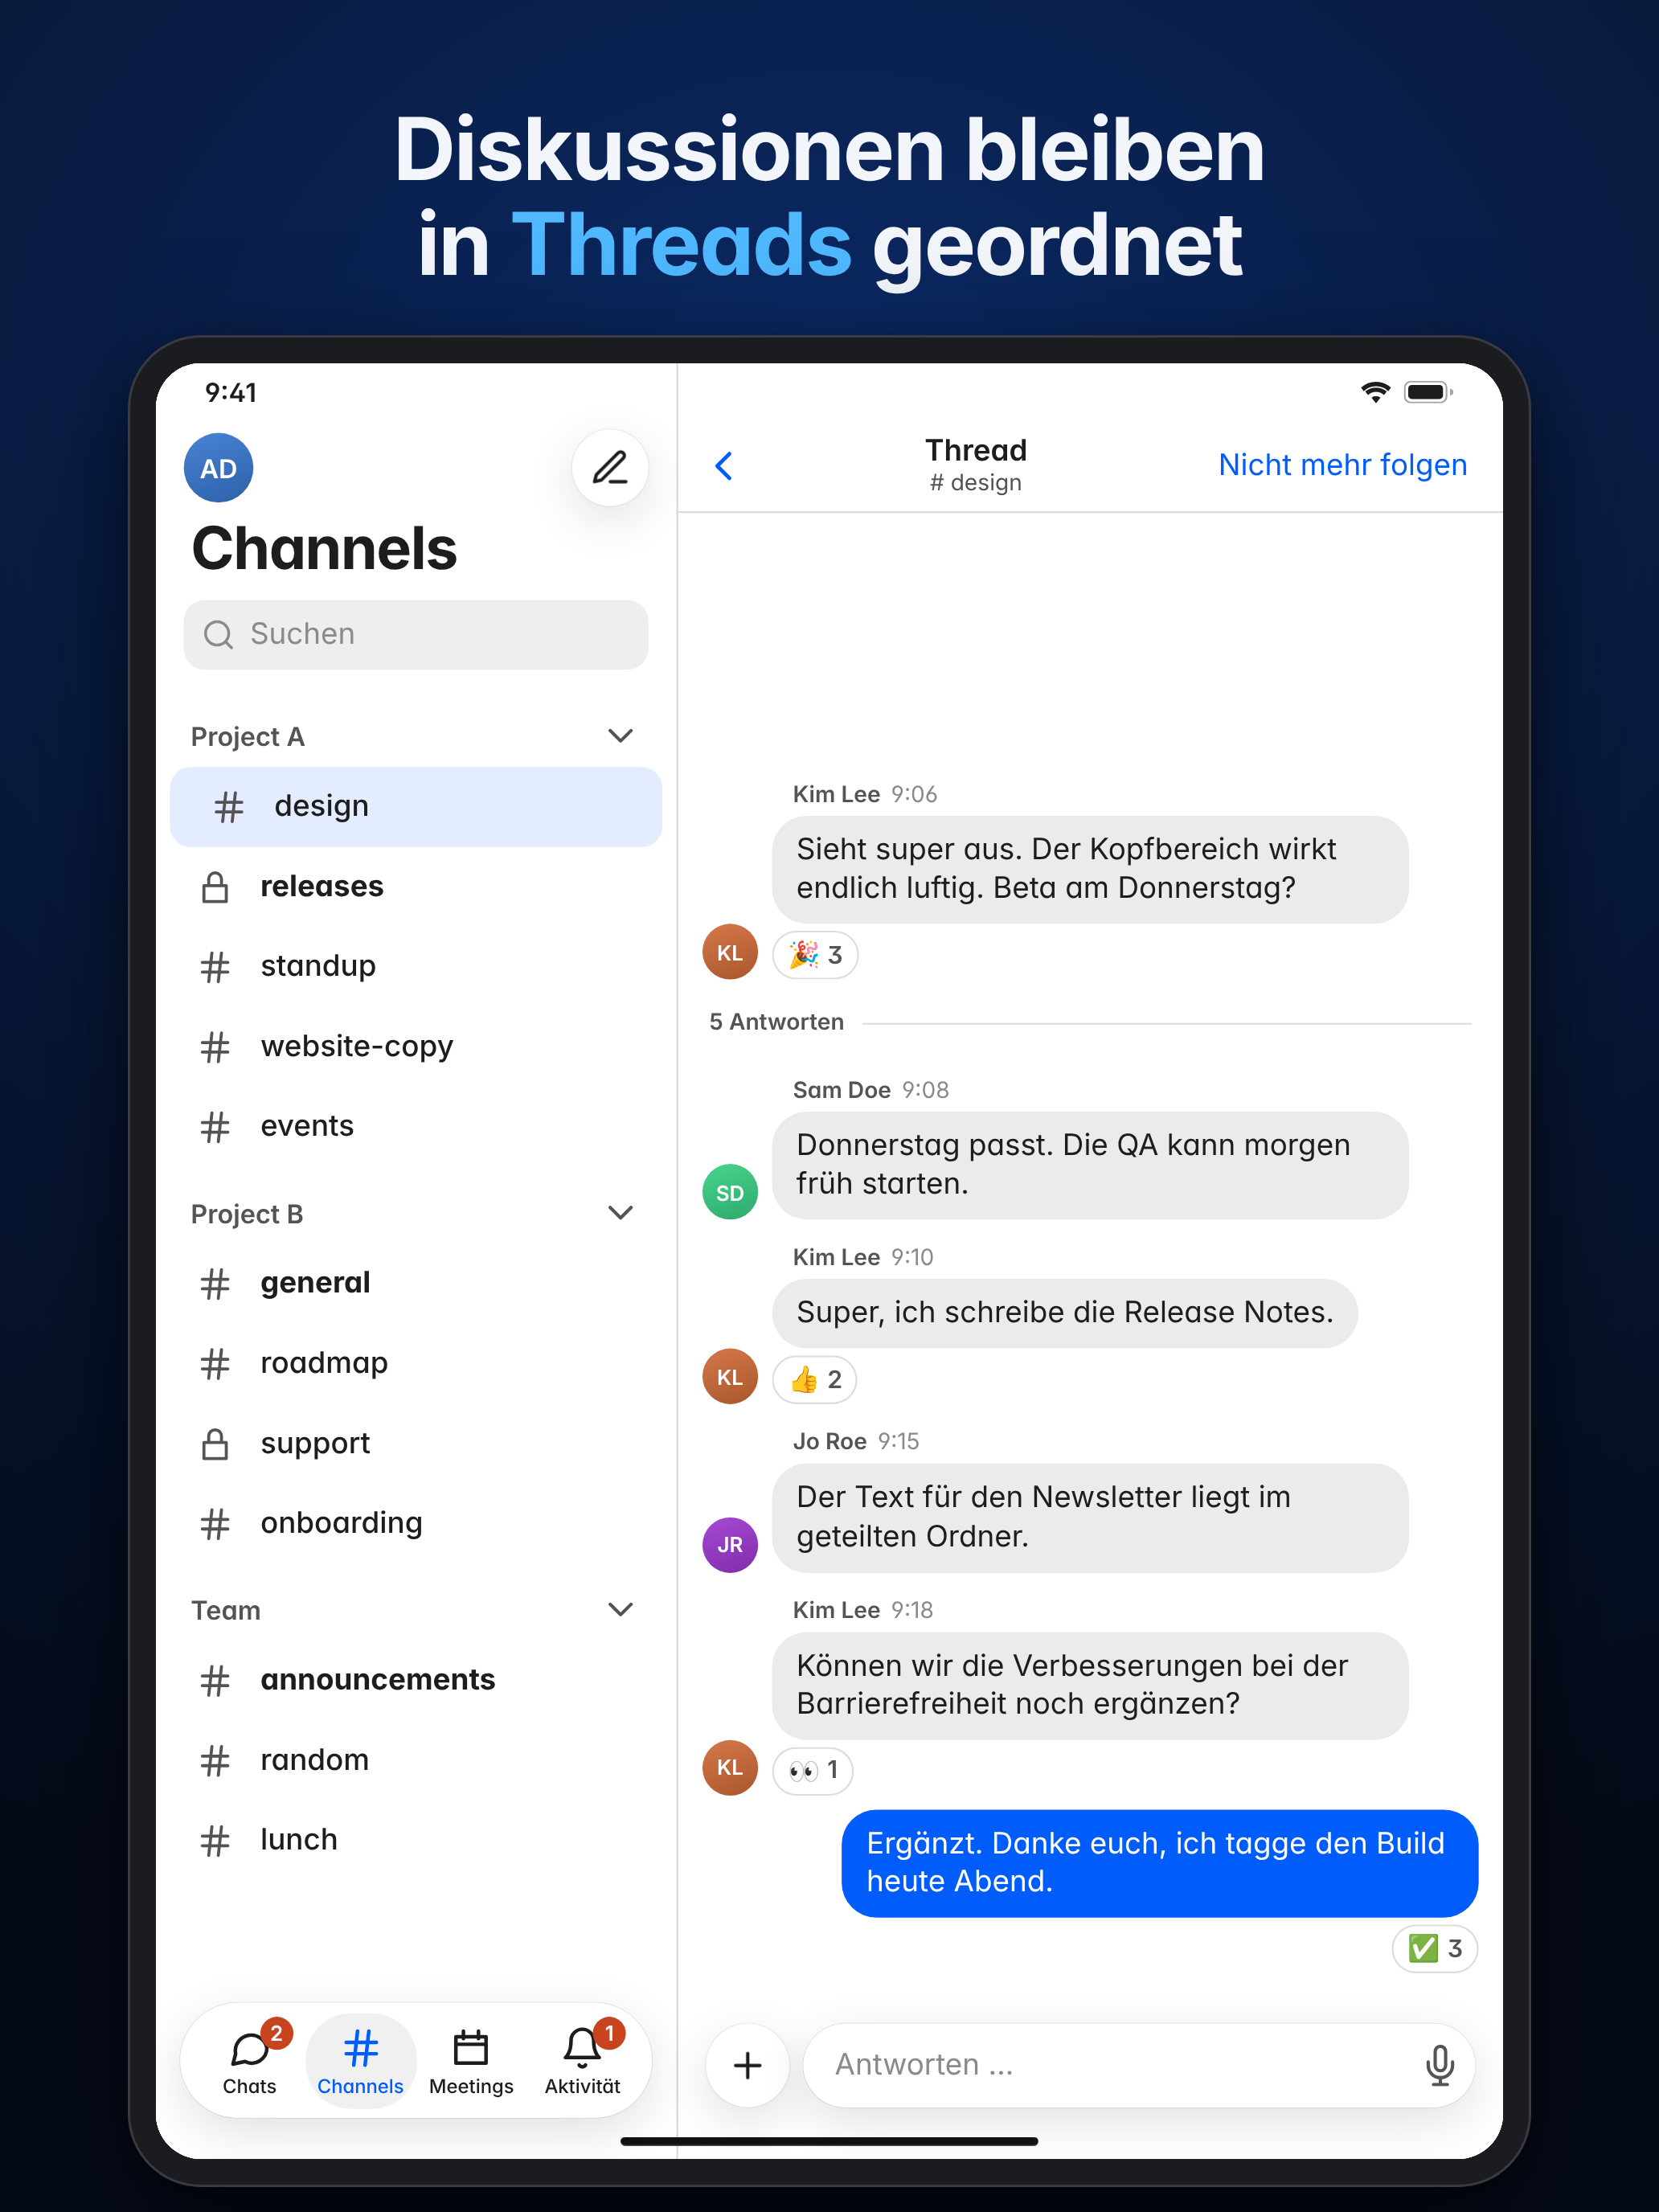 Diskussionen bleiben
in Threads geordnet
9:41
AD
Channels
Suchen
Project A
design
releases
standup
website-copy
events
Project B
general
roadmap
support
onboarding
Team
announcements
random
lunch
2
Chats
Channels
Meetings
1
Aktivität
Thread
# design
Nicht mehr folgen
Kim Lee 9:06
Sieht super aus. Der Kopfbereich wirkt
endlich luftig. Beta am Donnerstag?
KL
🎉 3
5 Antworten
Sam Doe 9:08
Donnerstag passt. Die QA kann morgen
früh starten.
SD
Kim Lee 9:10
Super, ich schreibe die Release Notes.
KL
👍 2
Jo Roe 9:15
Der Text für den Newsletter liegt im
geteilten Ordner.
JR
Kim Lee 9:18
Können wir die Verbesserungen bei der
Barrierefreiheit noch ergänzen?
KL
👀 1
Ergänzt. Danke euch, ich tagge den Build
heute Abend.
✅ 3
Antworten ...